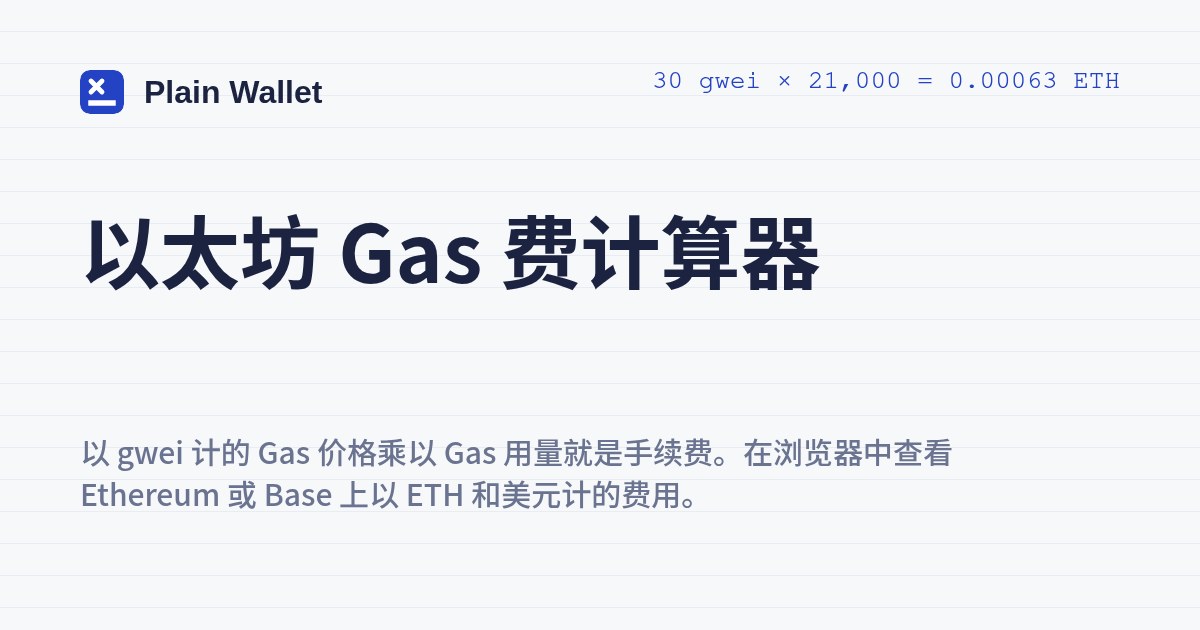 Plain Wallet
30 gwei × 21,000 = 0.00063 ETH
以太坊 Gas 费计算器
以 gwei 计的 Gas 价格乘以 Gas 用量就是手续费。在浏览器中查看
Ethereum 或 Base 上以 ETH 和美元计的费用。